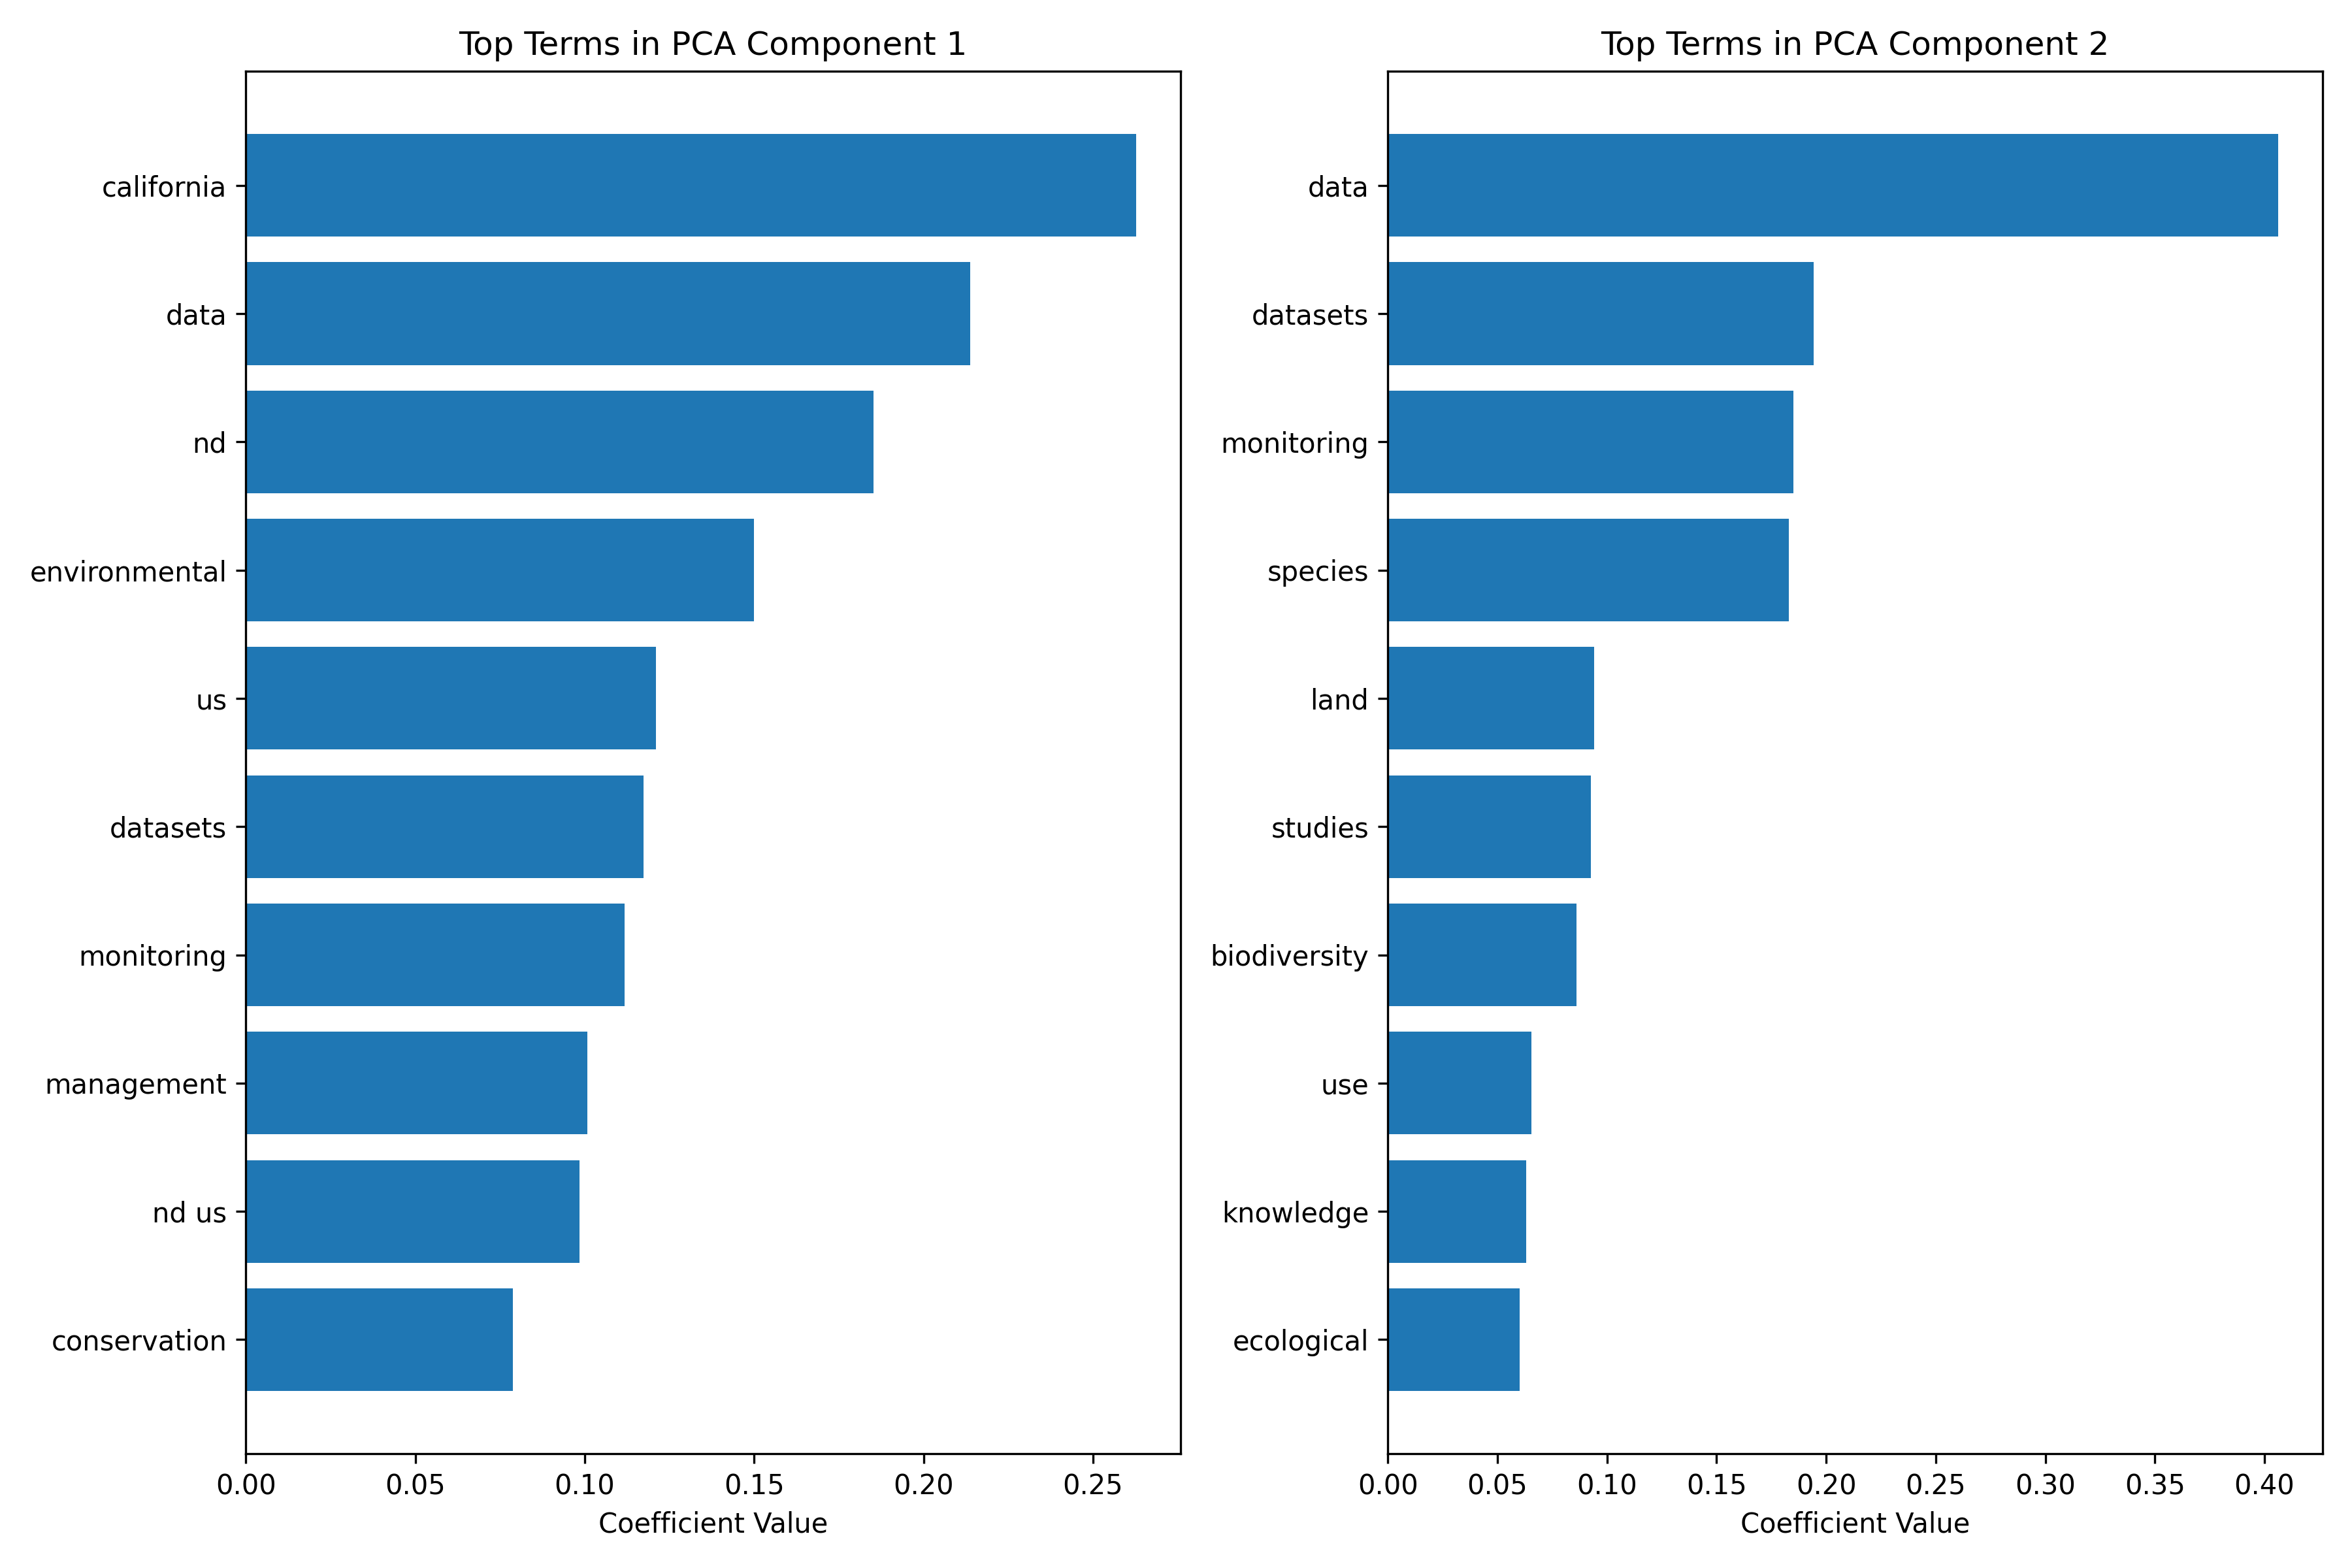 Top Terms in PCA Component 1
california
data
nd
environmental
us
datasets
monitoring
management
nd us
conservation
0.00 0.05 0.10 0.15 0.20 0.25
Coefficient Value
Top Terms in PCA Component 2
data
datasets
monitoring
species
land
studies
biodiversity
use
knowledge
ecological
0.00 0.05 0.10 0.15 0.20 0.25 0.30 0.35 0.40
Coefficient Value